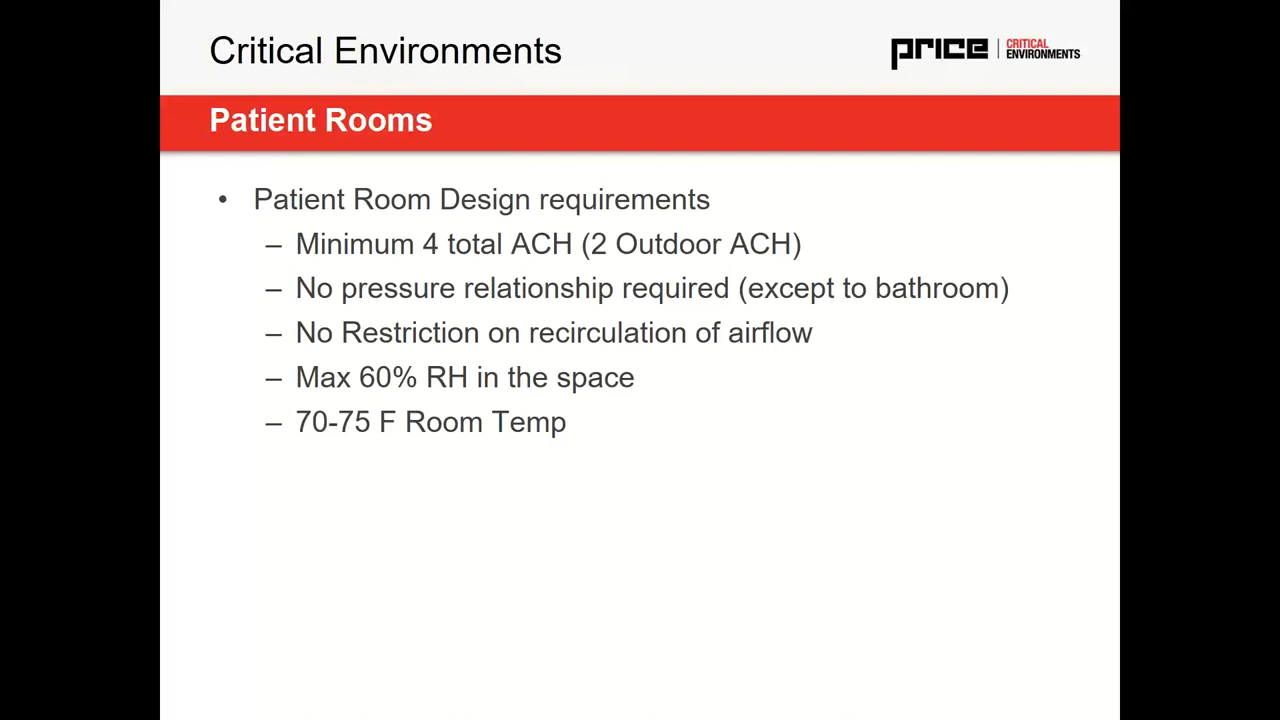 Critical Environments
price
CRITICAL
ENVIRONMENTS
Patient Rooms
• Patient Room Design requirements
– Minimum 4 total ACH (2 Outdoor ACH)
– No pressure relationship required (except to bathroom)
– No Restriction on recirculation of airflow
– Max 60% RH in the space
– 70-75 F Room Temp